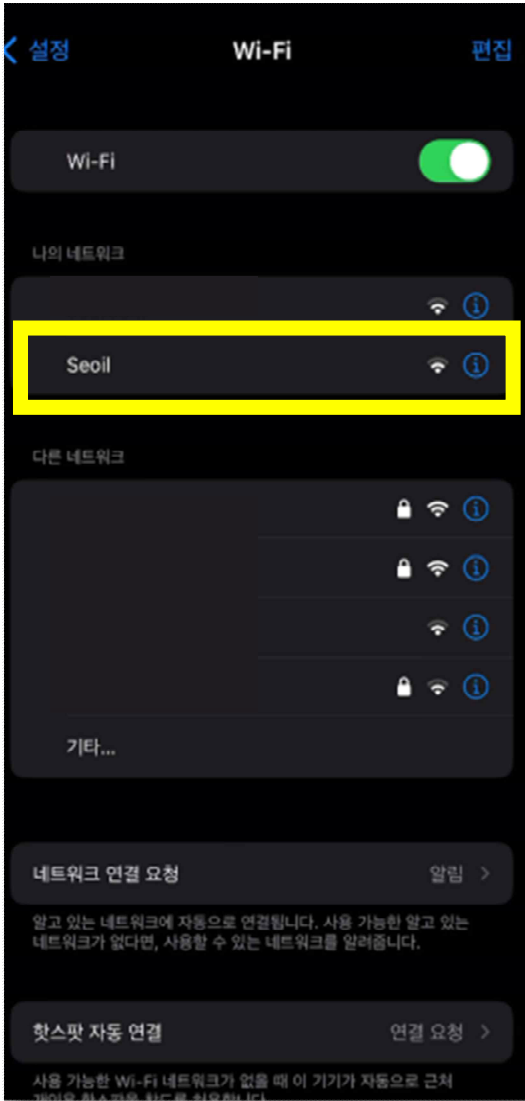 설정
Wi-Fi
편집
Wi-Fi
나의 네트워크
Seoil
다른 네트워크
기타...
네트워크 연결 요청
알림
알고 있는 네트워크에 자동으로 연결됩니다. 사용 가능한 알고 있는
네트워크가 없다면, 사용할 수 있는 네트워크를 알려줍니다.
핫스팟 자동 연결
연결 요청
사용 가능한 Wi-Fi 네트워크가 없을 때 이 기기가 자동으로 근처